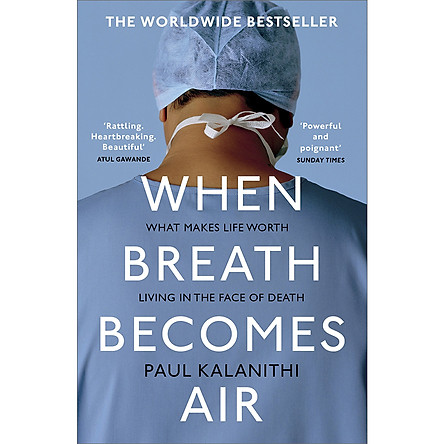 THE WORLDWIDE BESTSELLER
'Rattling.
Heartbreaking.
Beautiful'
ATUL GAWANDE
'Powerful
and
poignant'
SUNDAY TIMES
WHEN
WHAT MAKES LIFE WORTH
BREATH
LIVING IN THE FACE OF DEATH
BECOMES
PAUL KALANITHI
AIR